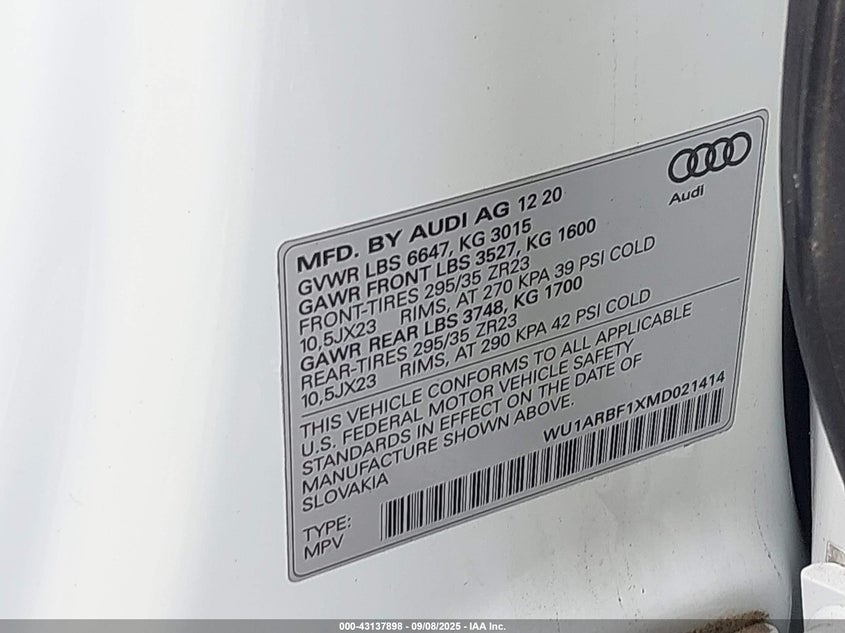 Audi
MFD. BY AUDI AG 12 20
GVWR LBS 6647, KG 3015
GAWR FRONT LBS 3527, KG 1600
FRONT-TIRES 295/35 ZR23
10,5JX23 RIMS, AT 270 KPA 39 PSI COLD
GAWR REAR LBS 3748, KG 1700
REAR-TIRES 295/35 ZR23
10,5JX23 RIMS, AT 290 KPA 42 PSI COLD
THIS VEHICLE CONFORMS TO ALL APPLICABLE
U.S. FEDERAL MOTOR VEHICLE SAFETY
STANDARDS IN EFFECT ON THE DATE OF
MANUFACTURE SHOWN ABOVE.
SLOVAKIA
WU1ARBF1XMD021414
TYPE:
MPV
000-43137898 - 09/08/2025 - IAA Inc.